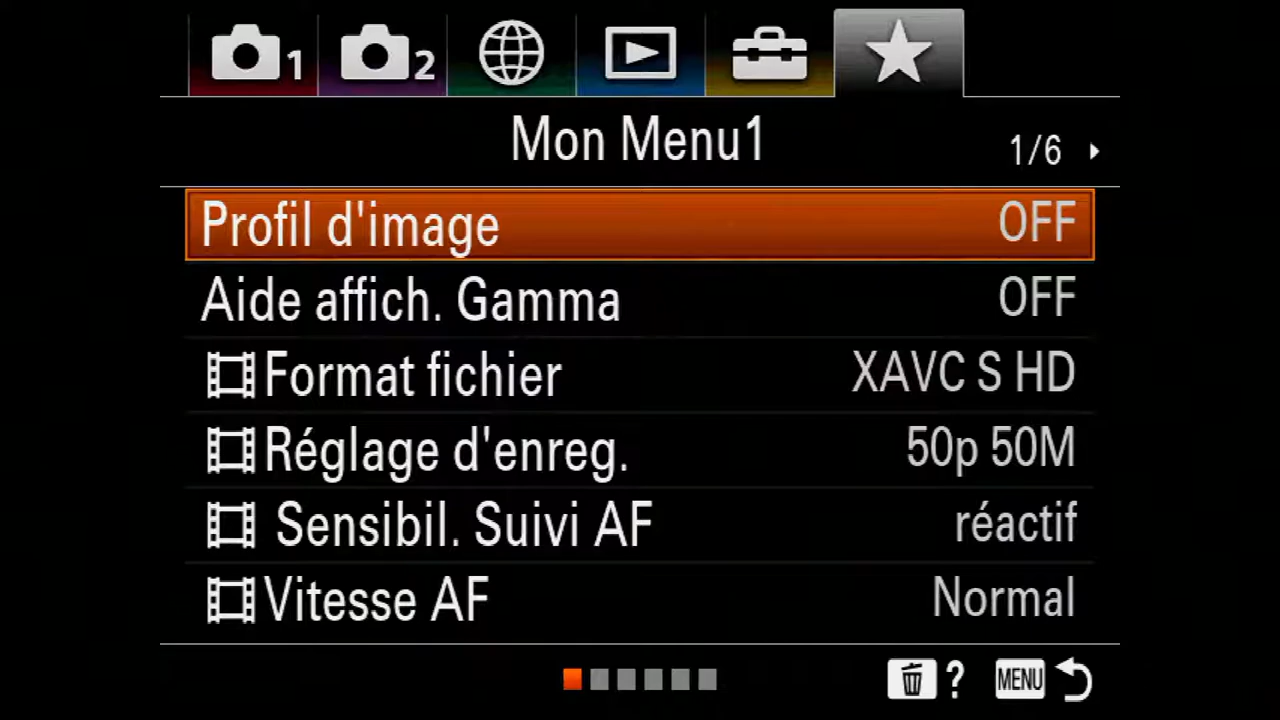 1 2
Mon Menu1
1/6
Profil d'image OFF
Aide affich. Gamma OFF
Format fichier XAVC S HD
Réglage d'enreg. 50p 50M
Sensibil. Suivi AF réactif
Vitesse AF Normal
? MENU